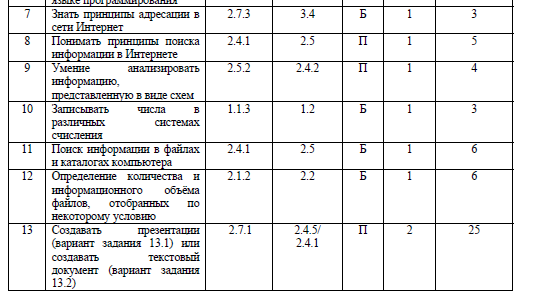 языке программирования
7 Знать принципы адресации в 2.7.3 3.4 Б 1 3
сети Интернет
8 Понимать принципы поиска 2.4.1 2.5 П 1 5
информации в Интернете
9 Умение анализировать 2.5.2 2.4.2 П 1 4
информацию,
представленную в виде схем
10 Записывать числа в 1.1.3 1.2 Б 1 3
различных системах
счисления
11 Поиск информации в файлах 2.4.1 2.5 Б 1 6
и каталогах компьютера
12 Определение количества и 2.1.2 2.2 Б 1 6
информационного объёма
файлов, отобранных по
некоторому условию
13 Создавать презентации 2.7.1 2.4.5/ П 2 25
(вариант задания 13.1) или 2.4.1
создавать текстовый
документ (вариант задания
13.2)